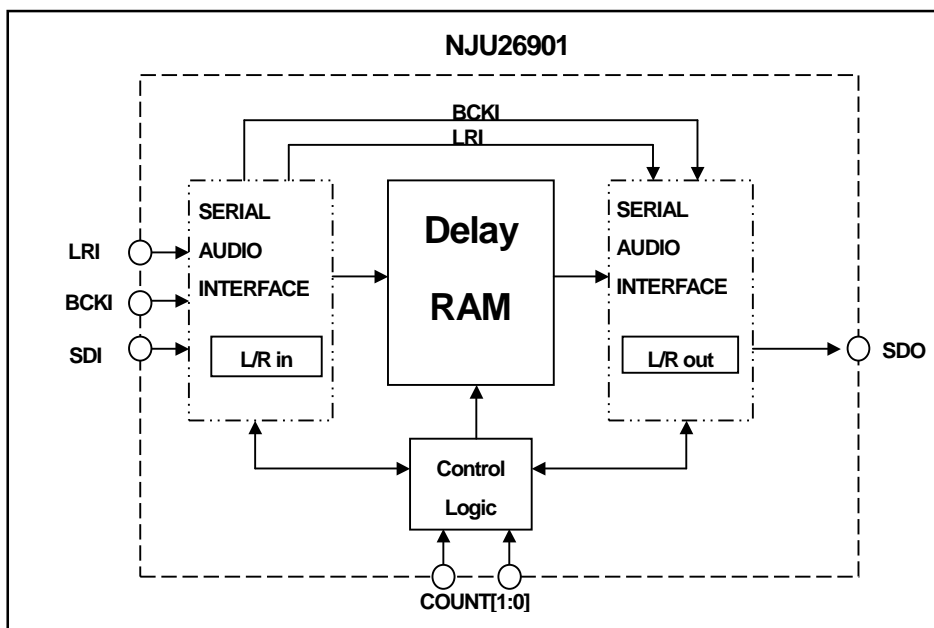 NJU26901
BCKI
LRI
SERIAL
AUDIO
INTERFACE
L/R in
Delay
RAM
SERIAL
AUDIO
INTERFACE
L/R out
LRI
BCKI
SDI
SDO
Control
Logic
COUNT[1:0]